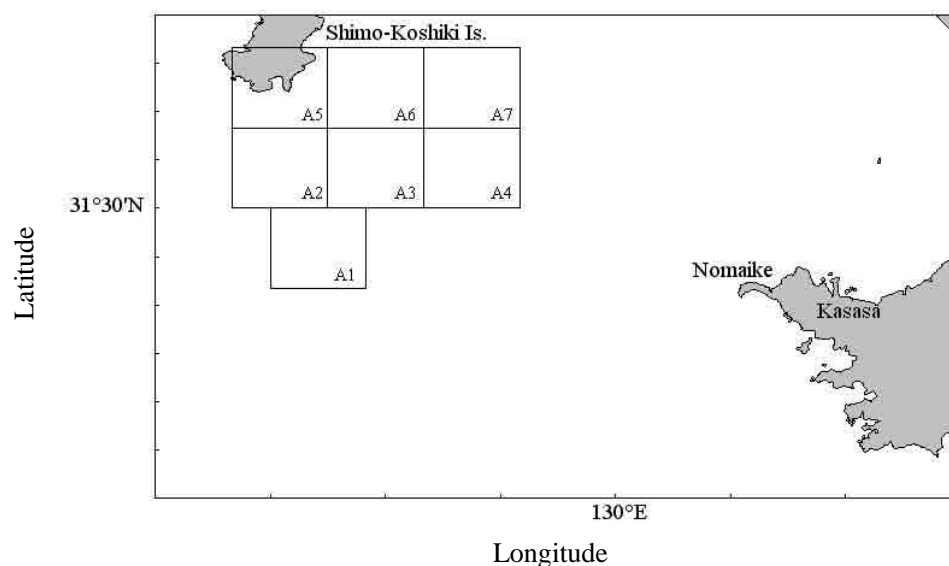 Shimo-Koshiki Is.
A5
A6
A7
A2
A3
A4
31°30'N
A1
Nomaike
Kasasa
Latitude
130°E
Longitude